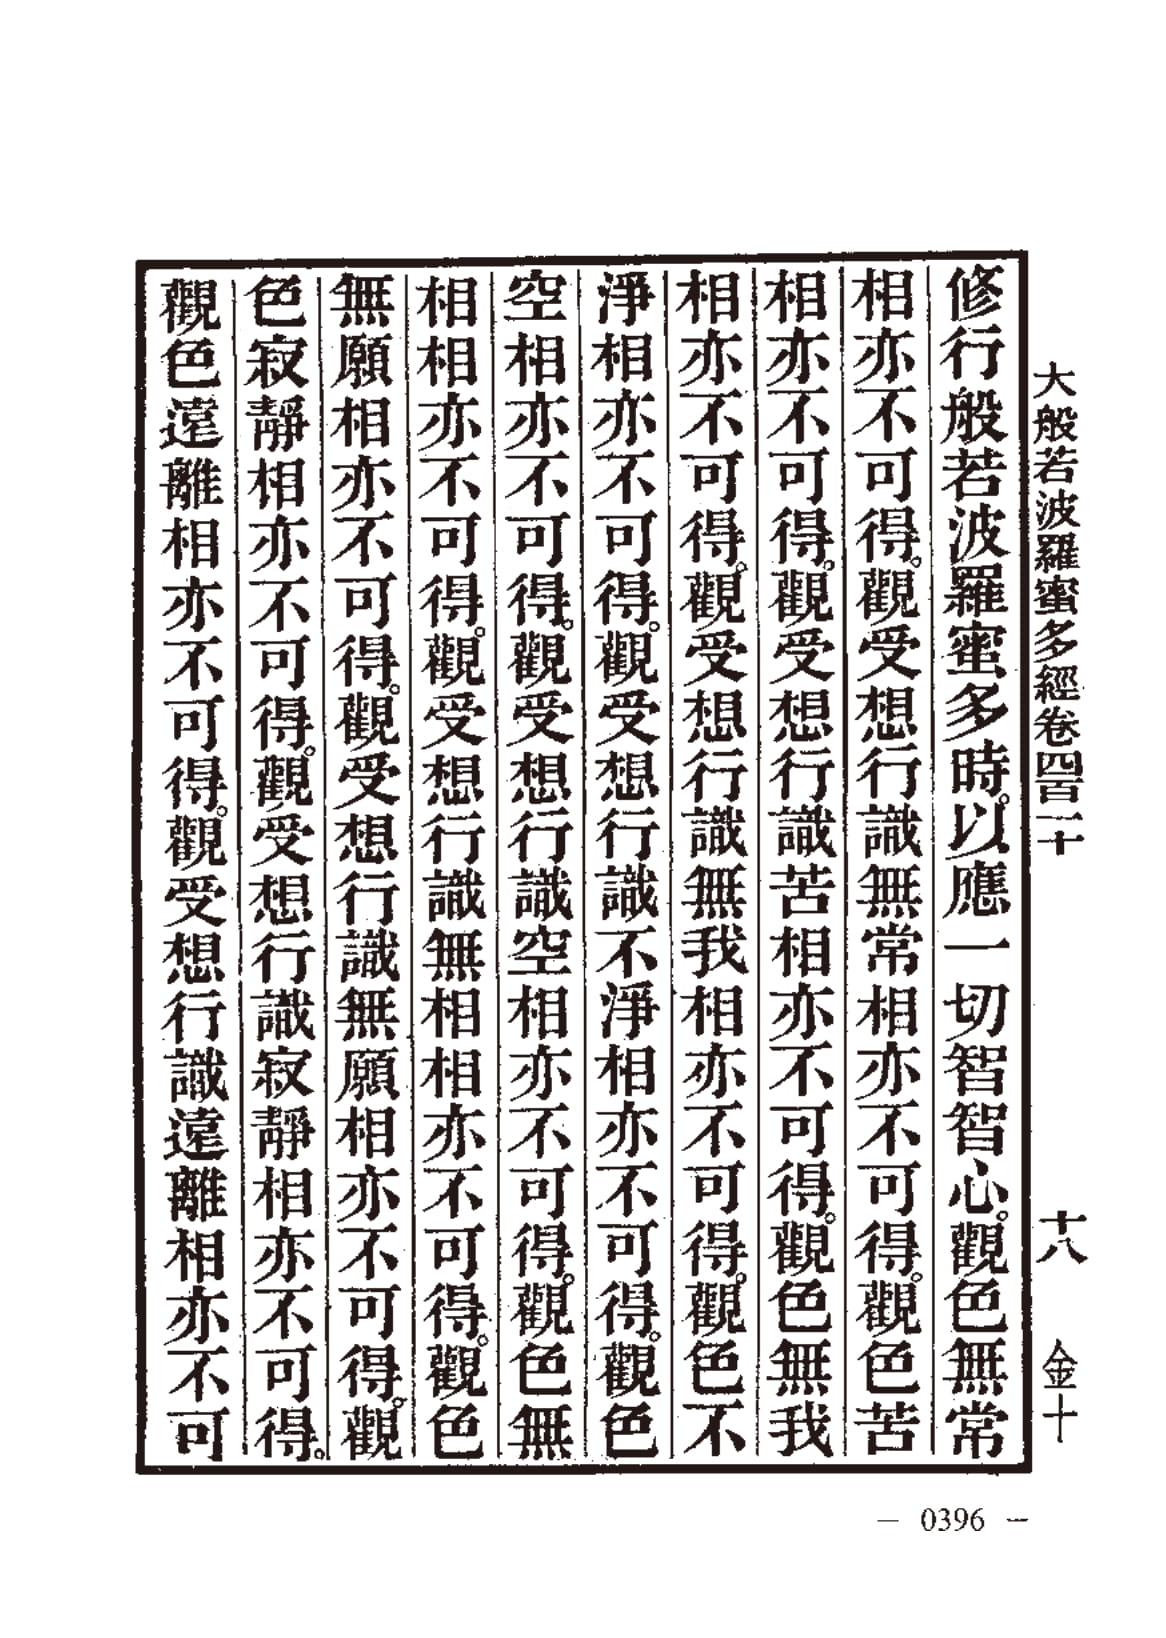 大般若波羅蜜多經卷四百一十　十八　金十
修行般若波羅蜜多時。以應一切智智心。觀色無常
相亦不可得。觀受想行識無常相亦不可得。觀色苦
相亦不可得。觀受想行識苦相亦不可得。觀色無我
相亦不可得。觀受想行識無我相亦不可得。觀色不
淨相亦不可得。觀受想行識不淨相亦不可得。觀色
空相亦不可得。觀受想行識空相亦不可得。觀色無
相相亦不可得。觀受想行識無相相亦不可得。觀色
無願相亦不可得。觀受想行識無願相亦不可得。觀
色寂靜相亦不可得。觀受想行識寂靜相亦不可得。
觀色遠離相亦不可得。觀受想行識遠離相亦不可
— 0396 —